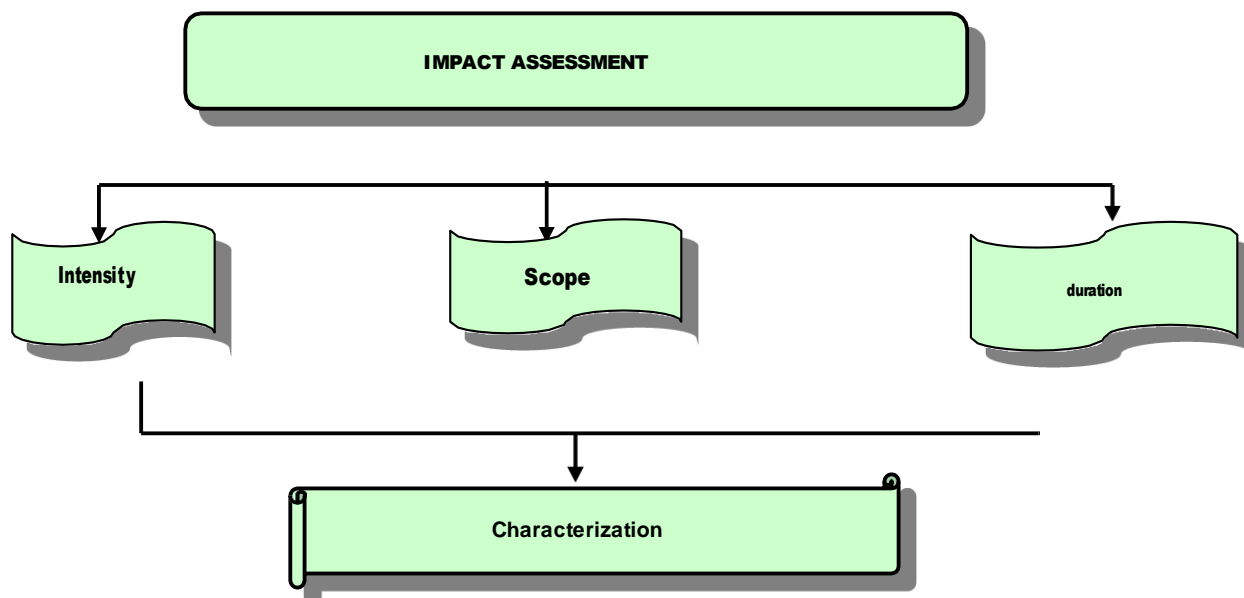 IMPACT ASSESSMENT
Intensity
Scope
duration
Characterization